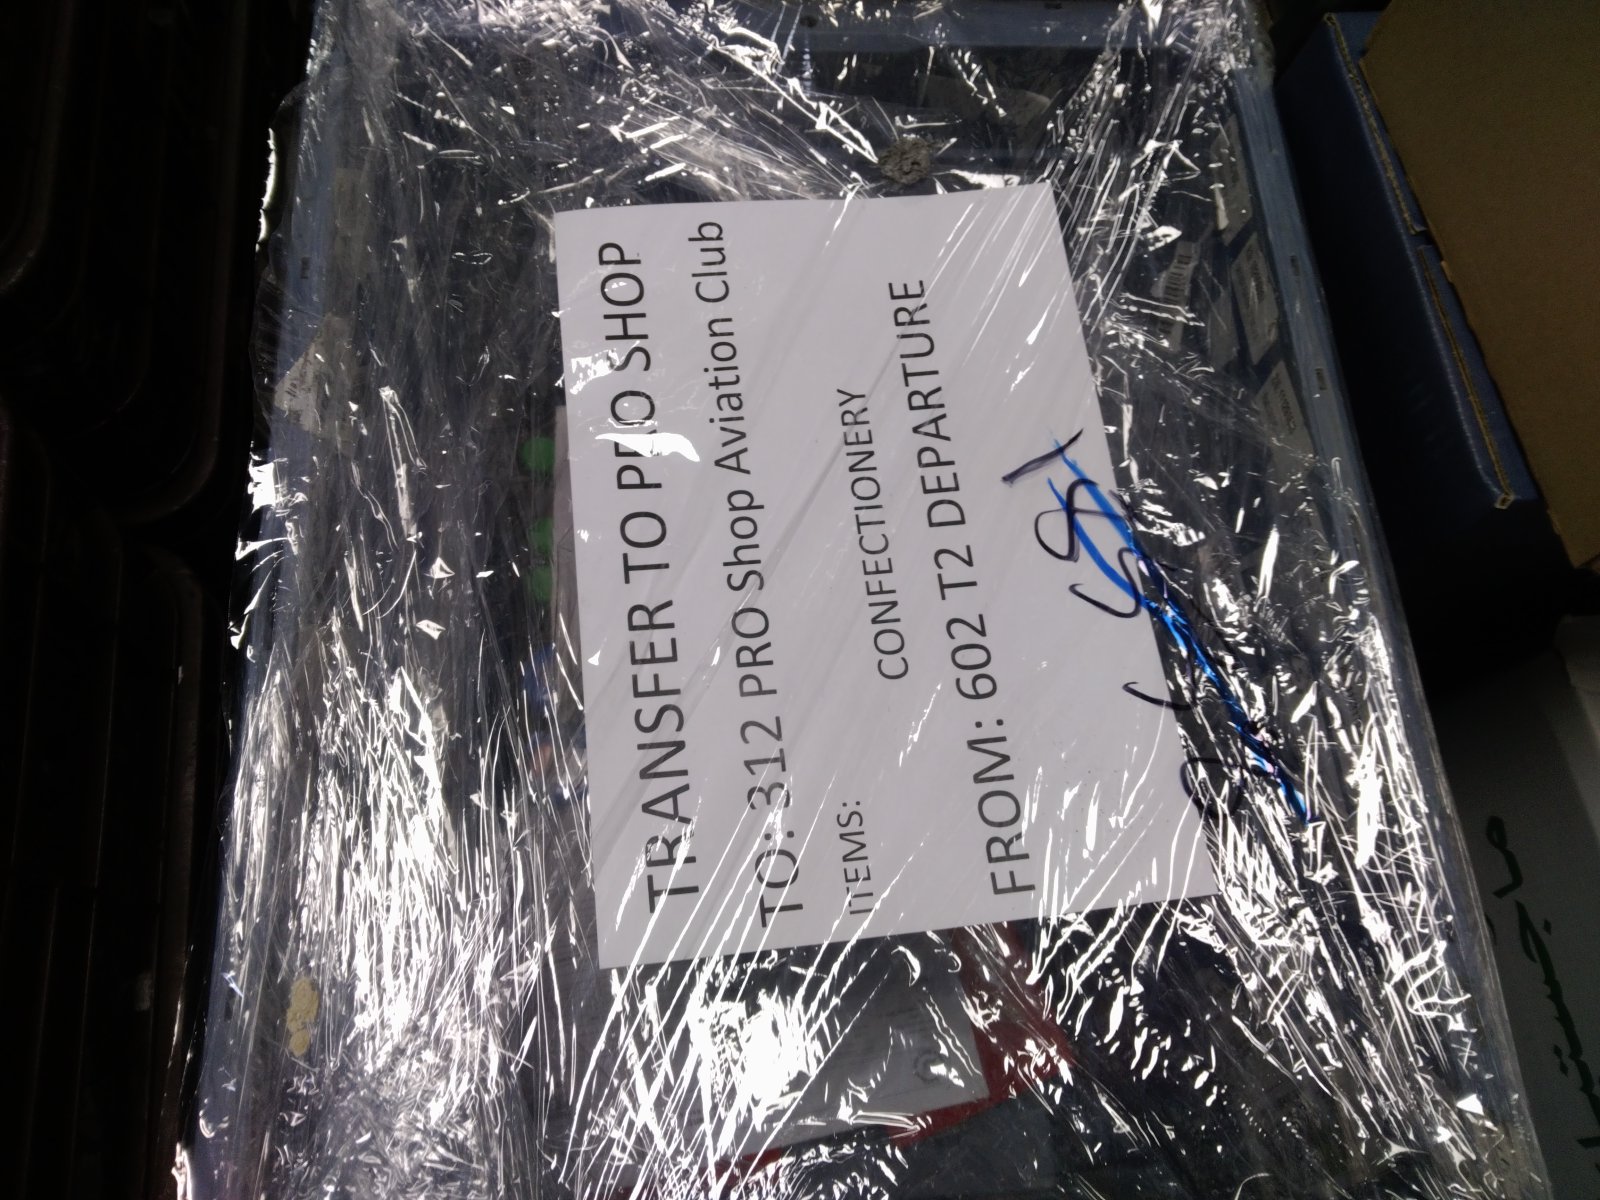 TRANSFER TO PRO SHOP
TO: 312 PRO Shop Aviation Club
ITEMS:
CONFECTIONERY
FROM: 602 T2 DEPARTURE